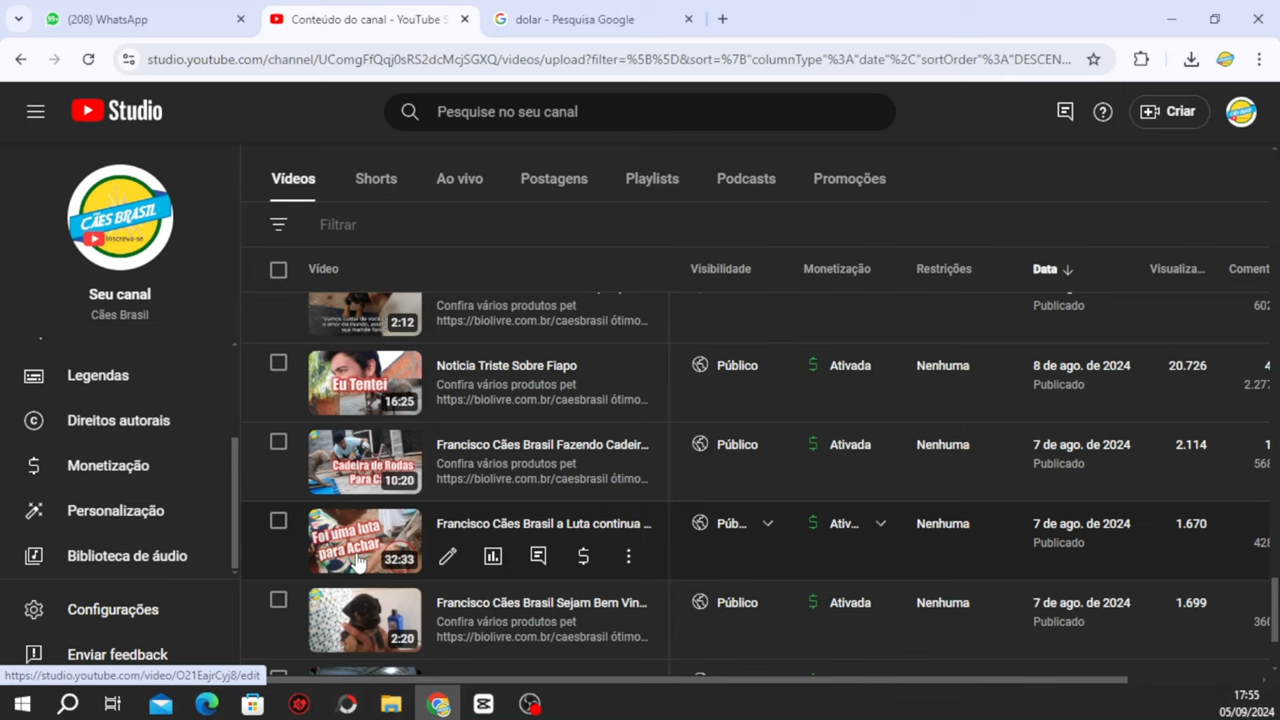 (208) WhatsApp
Conteúdo do canal - YouTube S
dolar - Pesquisa Google
studio.youtube.com/channel/UComgFfQqj0sRS2dcMcjSGXQ/videos/upload?filter=%5B%5D&sort=%7B"columnType"%3A"date"%2C"sortOrder"%3A"DESCEN...
Studio
Pesquise no seu canal
Criar
CÃES BRASIL
Inscreva-se
Seu canal
Cães Brasil
Legendas
Direitos autorais
Monetização
Personalização
Biblioteca de áudio
Configurações
Enviar feedback
Vídeos Shorts Ao vivo Postagens Playlists Podcasts Promoções
Filtrar
Vídeo Visibilidade Monetização Restrições Data Visualiza... Coment
2:12
Confira vários produtos pet
https://biolivre.com.br/caesbrasil ótimo...
Publicado
602
Eu Tentei
16:25
Noticia Triste Sobre Fiapo
Confira vários produtos pet
https://biolivre.com.br/caesbrasil ótimo...
Público Ativada Nenhuma 8 de ago. de 2024 20.726 4
Publicado 2.277
Cadeira de Rodas
Para C
10:20
Francisco Cães Brasil Fazendo Cadeir...
Confira vários produtos pet
https://biolivre.com.br/caesbrasil ótimo...
Público Ativada Nenhuma 7 de ago. de 2024 2.114 1
Publicado 568
Foi uma luta
para Achar
32:33
Francisco Cães Brasil a Luta continua ...
Púb... Ativ... Nenhuma 7 de ago. de 2024 1.670
Publicado 428
2:20
Francisco Cães Brasil Sejam Bem Vin...
Confira vários produtos pet
https://biolivre.com.br/caesbrasil ótimo...
Público Ativada Nenhuma 7 de ago. de 2024 1.699
Publicado 360
https://studio.youtube.com/video/O21EajrCyj8/edit
17:55
05/09/2024